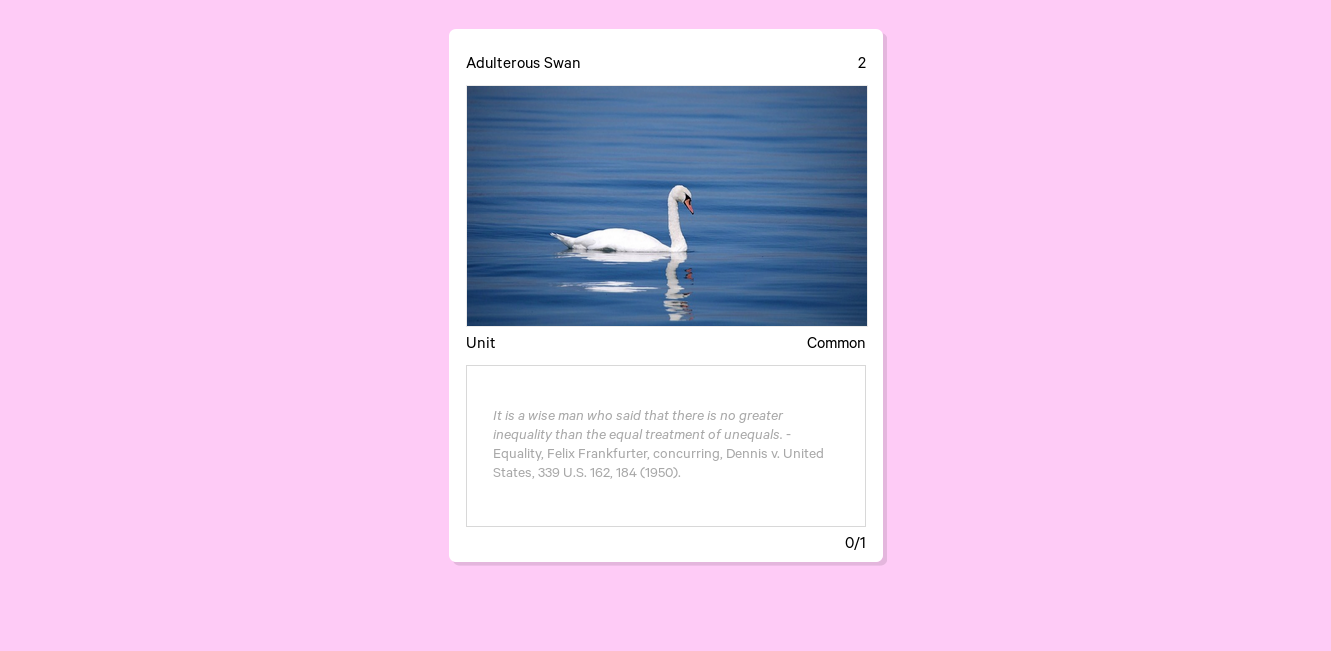 Adulterous Swan 2
Unit Common
It is a wise man who said that there is no greater
inequality than the equal treatment of unequals. -
Equality, Felix Frankfurter, concurring, Dennis v. United
States, 339 U.S. 162, 184 (1950).
0/1